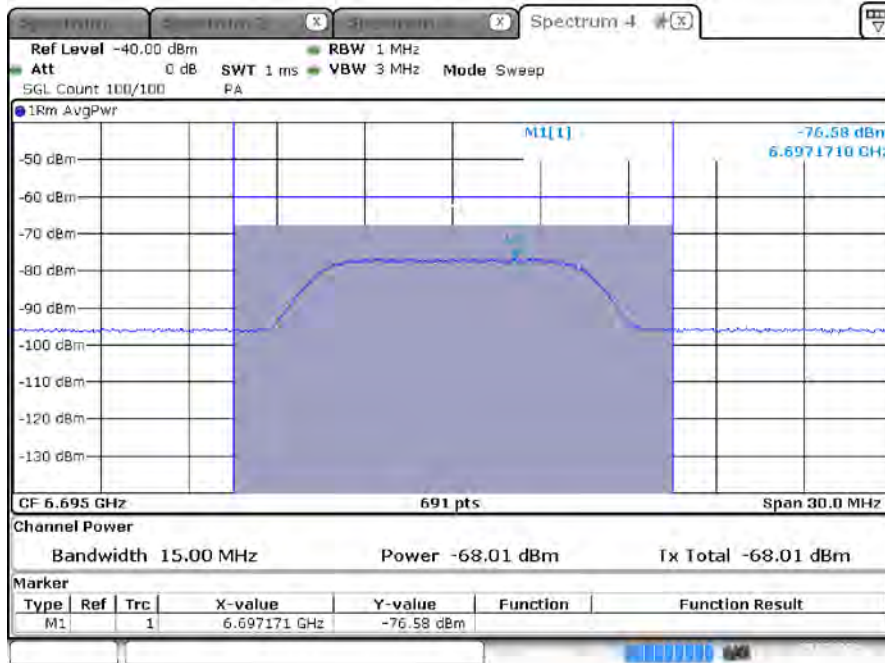 Spectrum 4
Ref Level -40.00 dBm RBW 1 MHz
Att 0 dB SWT 1 ms VBW 3 MHz Mode Sweep
SGL Count 100/100 PA
1Rm AvgPwr
M1[1] -76.58 dBm
6.6971710 GHz
-50 dBm
-60 dBm
-70 dBm
-80 dBm
-90 dBm
-100 dBm
-110 dBm
-120 dBm
-130 dBm
CF 6.695 GHz 691 pts Span 30.0 MHz
Channel Power
Bandwidth 15.00 MHz Power -68.01 dBm Tx Total -68.01 dBm
Marker
Type Ref Trc X-value Y-value Function Function Result
M1 1 6.697171 GHz -76.58 dBm